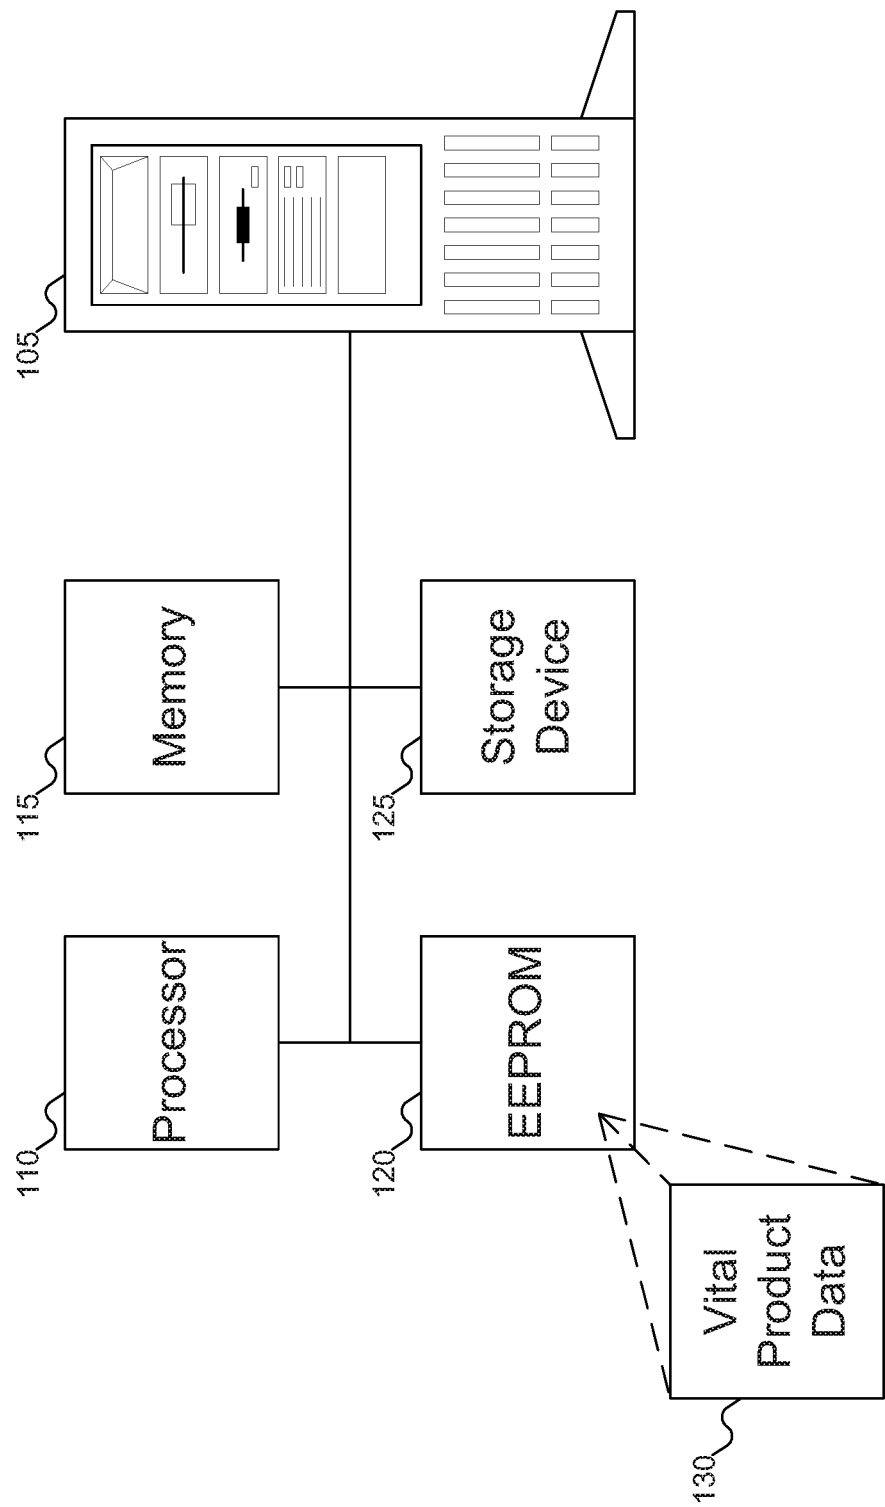 110
Processor
115
Memory
105
120
EEPROM
125
Storage
Device
130
Vital
Product
Data